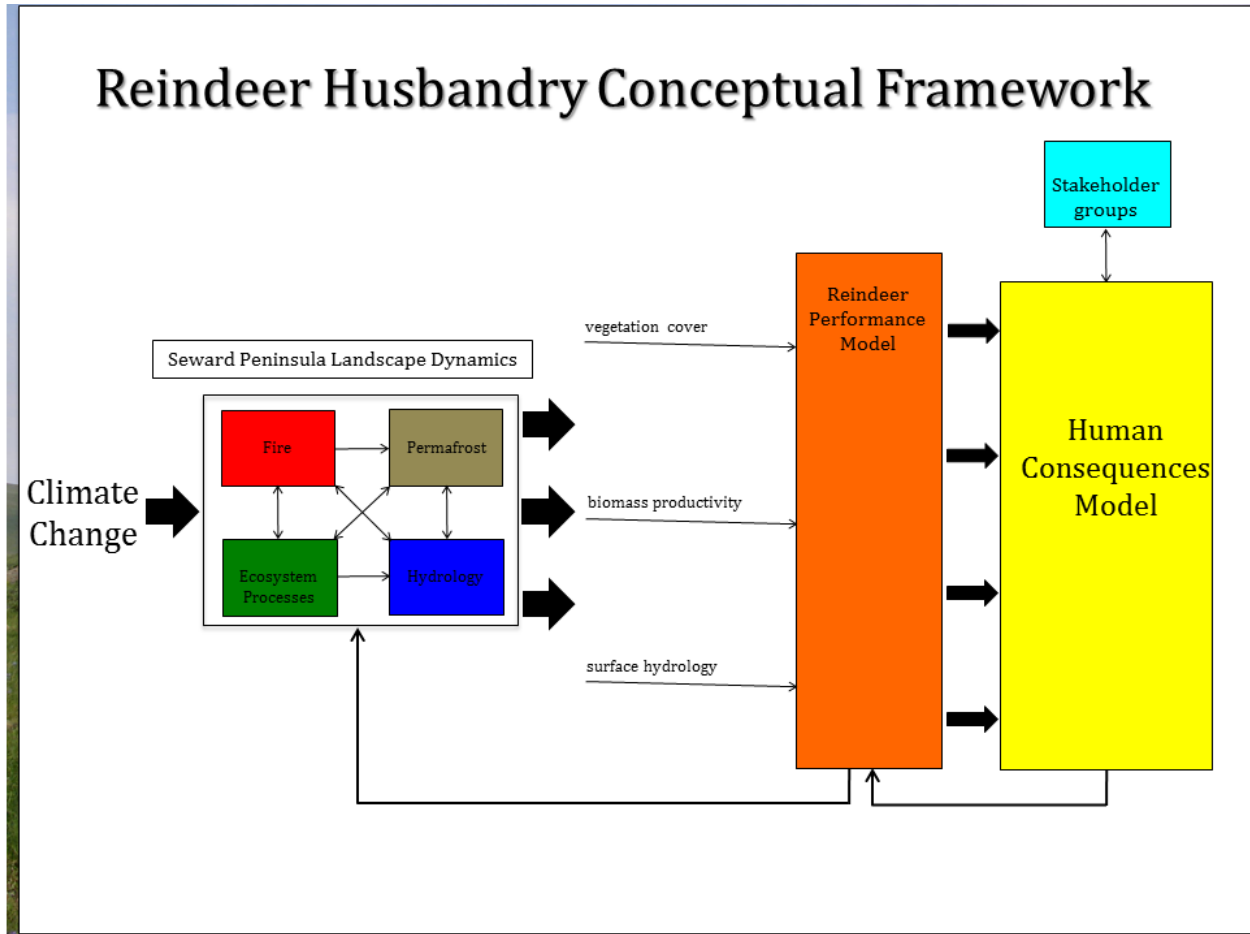 Reindeer Husbandry Conceptual Framework
Stakeholder
groups
Reindeer
Performance
Model
vegetation cover
Seward Peninsula Landscape Dynamics
Fire
Permafrost
Human
Consequences
Model
Climate
Change
biomass productivity
Ecosystem
Processes
Hydrology
surface hydrology